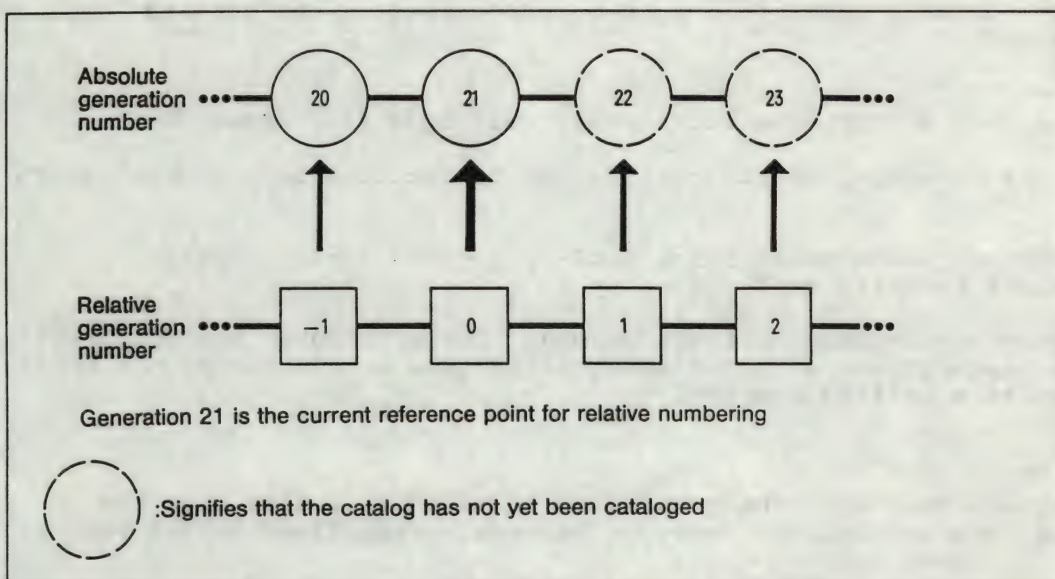 Absolute
generation
number
20 21 22 23
Relative
generation
number
−1 0 1 2
Generation 21 is the current reference point for relative numbering
:Signifies that the catalog has not yet been cataloged